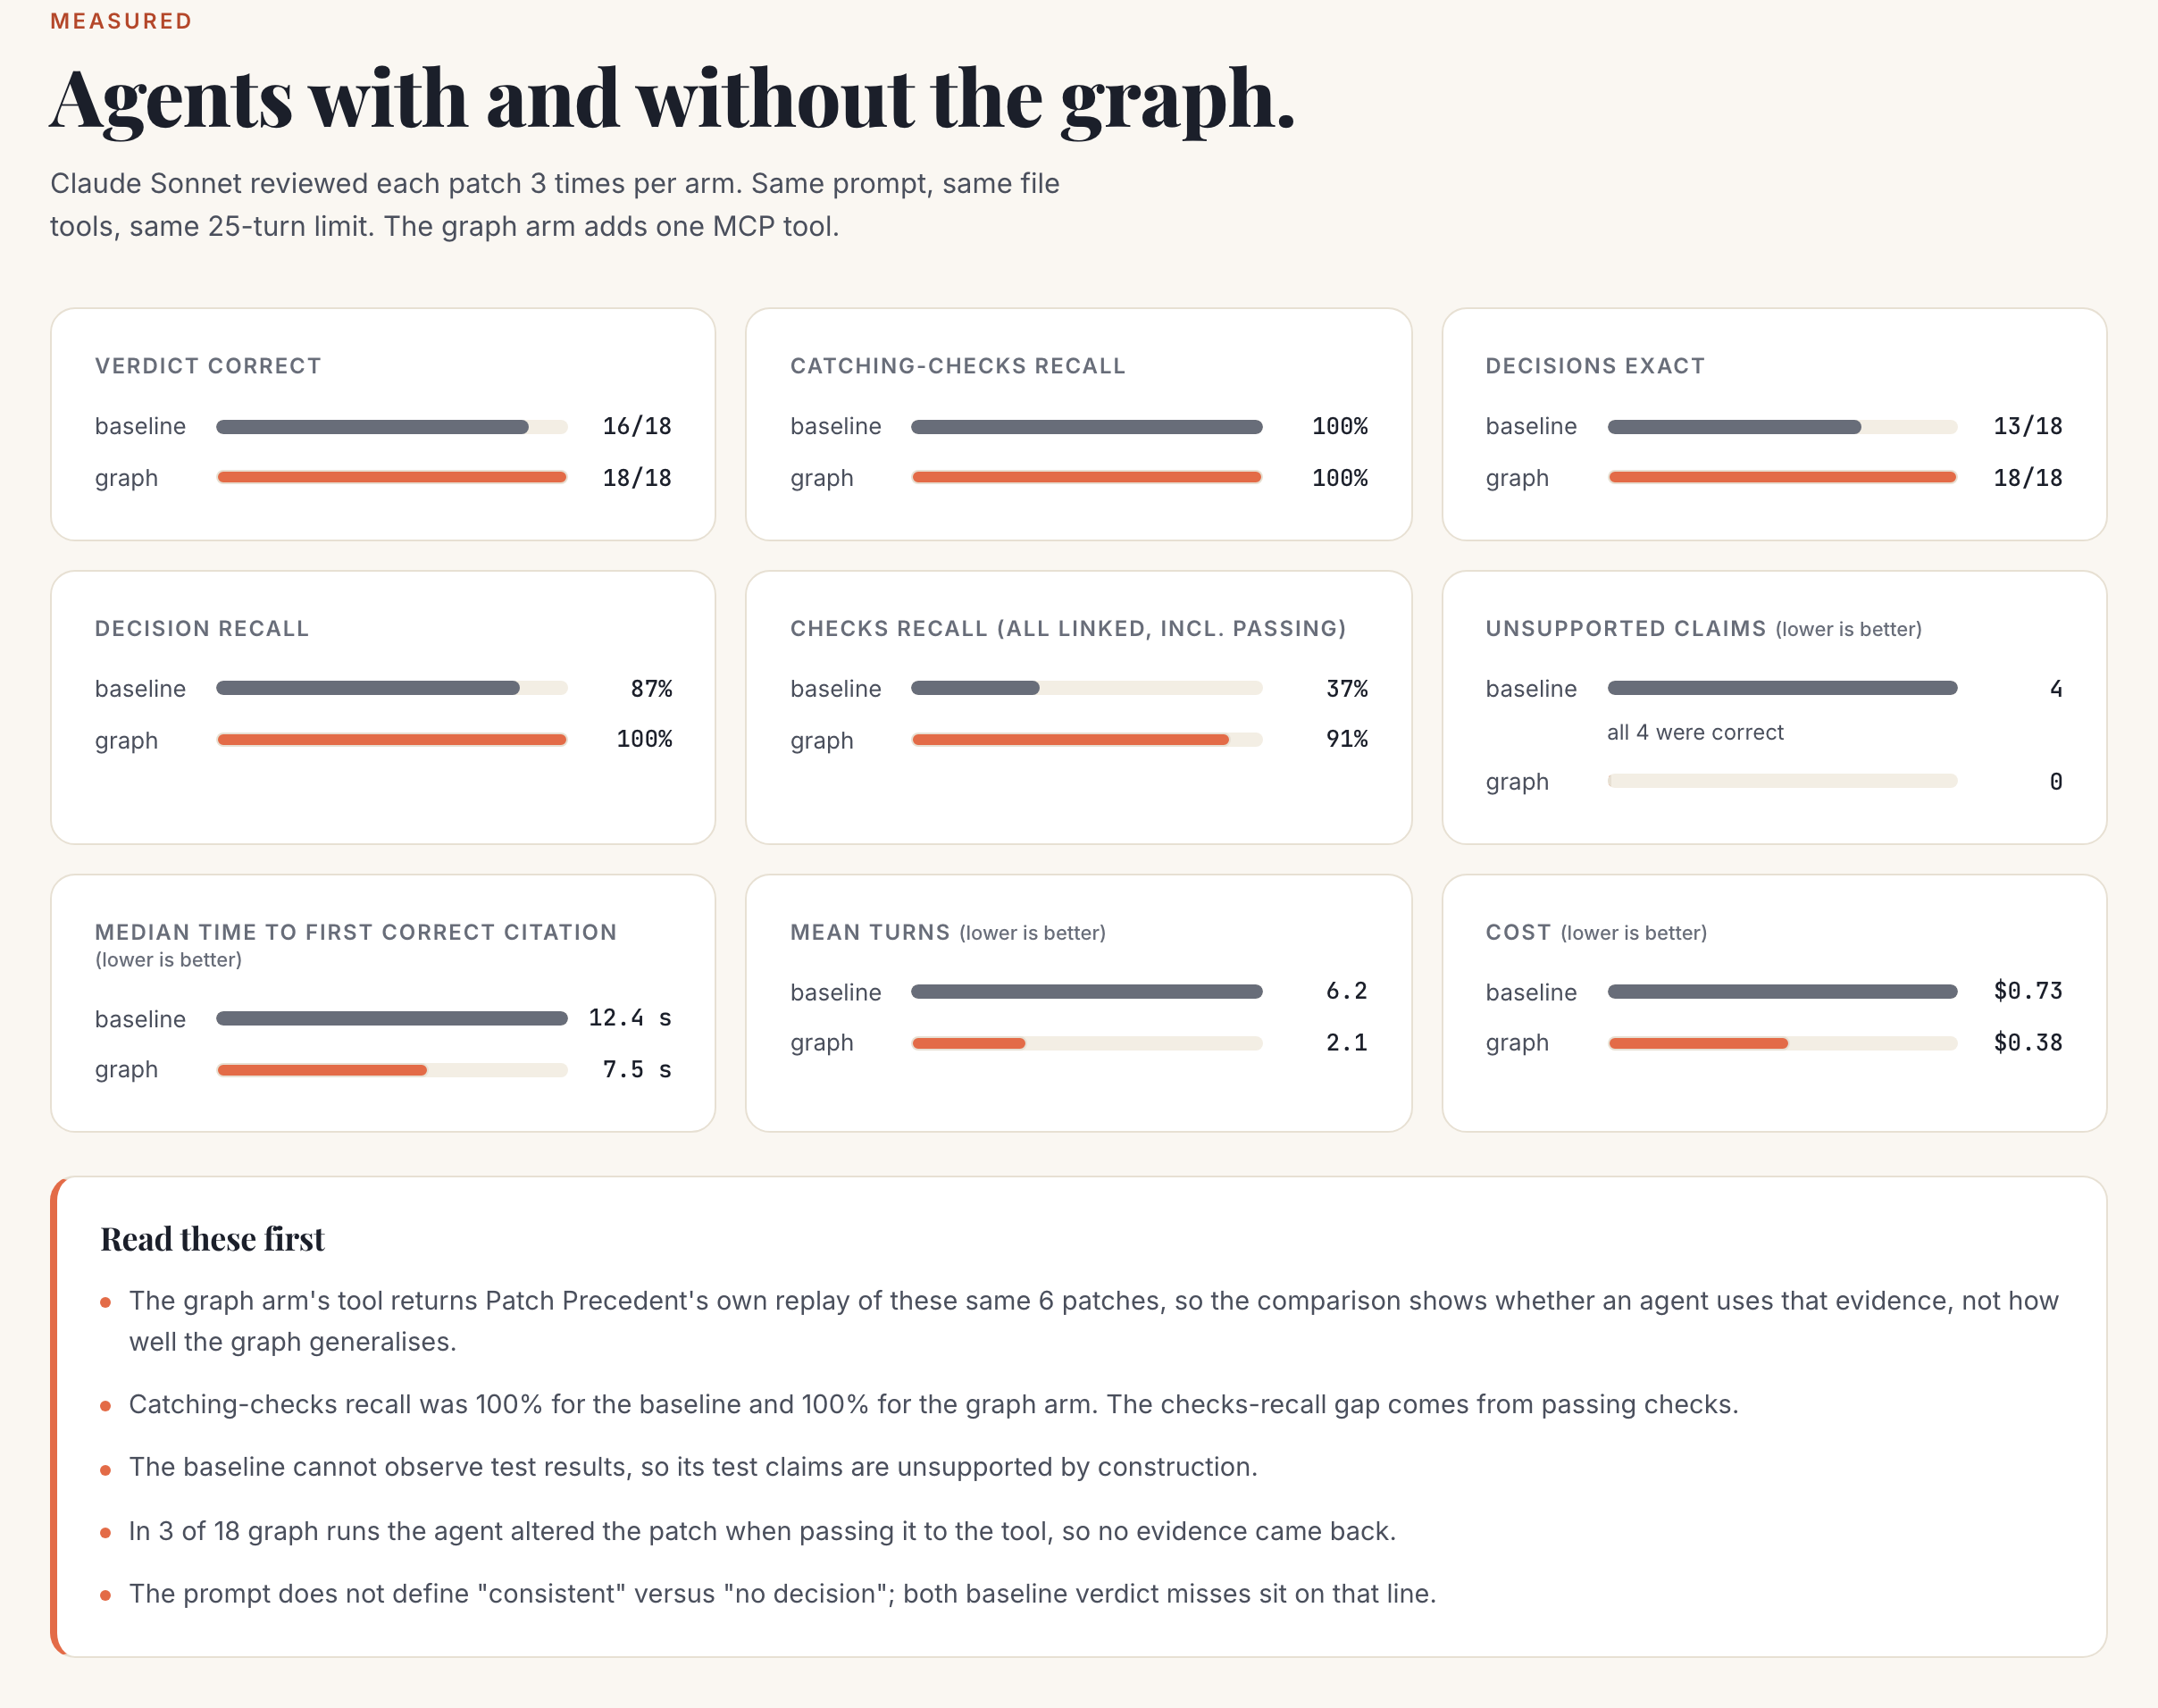 MEASURED
Agents with and without the graph.
Claude Sonnet reviewed each patch 3 times per arm. Same prompt, same file
tools, same 25-turn limit. The graph arm adds one MCP tool.
VERDICT CORRECT
baseline 16/18
graph 18/18
CATCHING-CHECKS RECALL
baseline 100%
graph 100%
DECISIONS EXACT
baseline 13/18
graph 18/18
DECISION RECALL
baseline 87%
graph 100%
CHECKS RECALL (ALL LINKED, INCL. PASSING)
baseline 37%
graph 91%
UNSUPPORTED CLAIMS (lower is better)
baseline 4
all 4 were correct
graph 0
MEDIAN TIME TO FIRST CORRECT CITATION
(lower is better)
baseline 12.4 s
graph 7.5 s
MEAN TURNS (lower is better)
baseline 6.2
graph 2.1
COST (lower is better)
baseline $0.73
graph $0.38
Read these first
The graph arm's tool returns Patch Precedent's own replay of these same 6 patches, so the comparison shows whether an agent uses that evidence, not how
well the graph generalises.
Catching-checks recall was 100% for the baseline and 100% for the graph arm. The checks-recall gap comes from passing checks.
The baseline cannot observe test results, so its test claims are unsupported by construction.
In 3 of 18 graph runs the agent altered the patch when passing it to the tool, so no evidence came back.
The prompt does not define "consistent" versus "no decision"; both baseline verdict misses sit on that line.